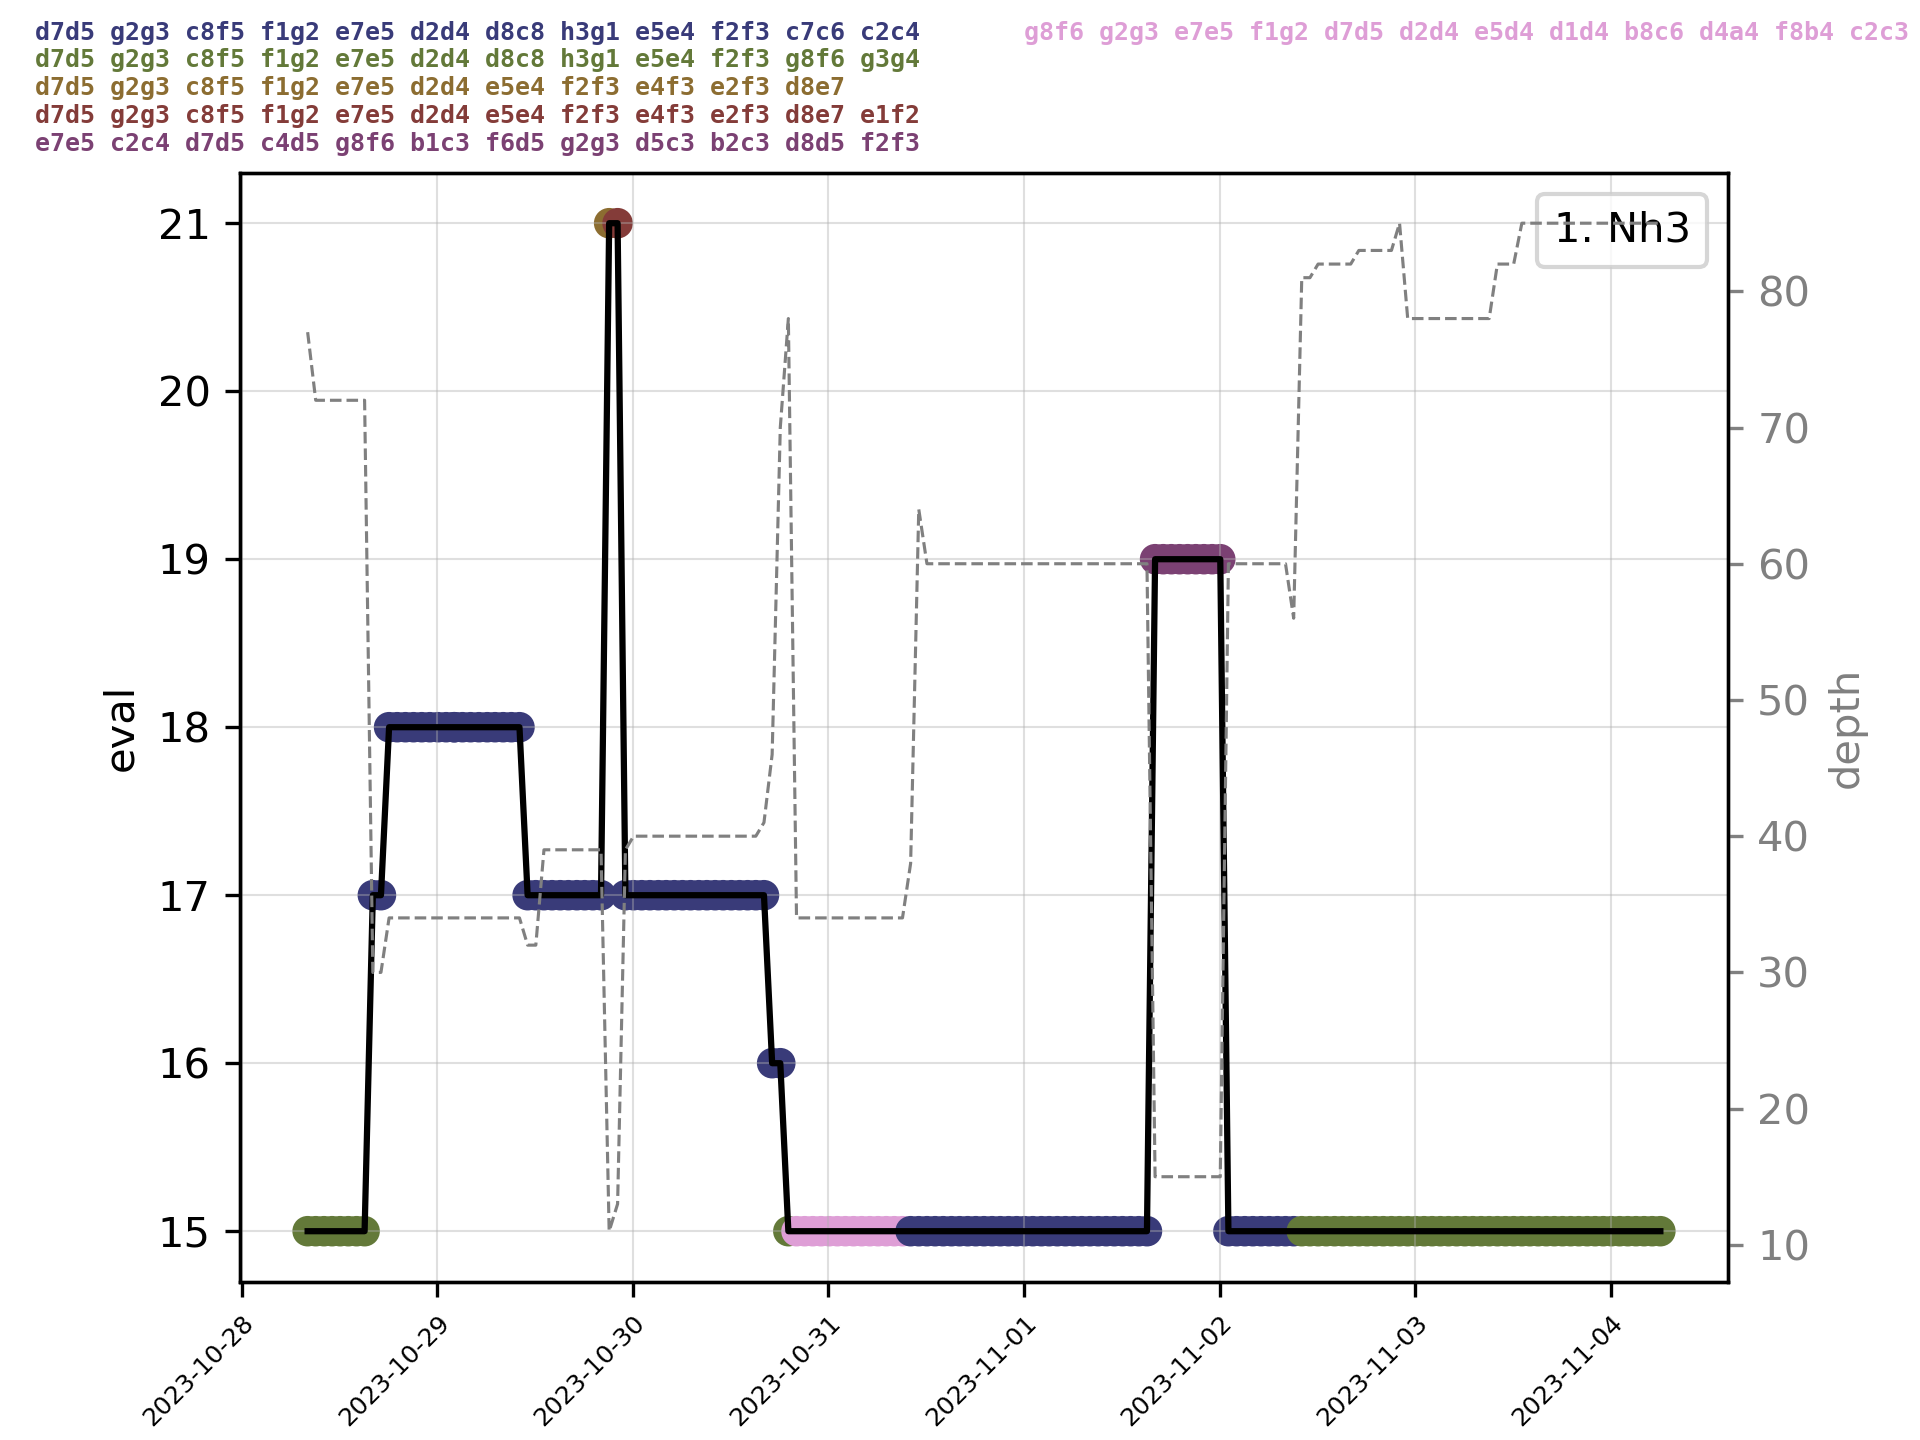 d7d5 g2g3 c8f5 f1g2 e7e5 d2d4 d8c8 h3g1 e5e4 f2f3 c7c6 c2c4
d7d5 g2g3 c8f5 f1g2 e7e5 d2d4 d8c8 h3g1 e5e4 f2f3 g8f6 g3g4
d7d5 g2g3 c8f5 f1g2 e7e5 d2d4 e5e4 f2f3 e4f3 e2f3 d8e7
d7d5 g2g3 c8f5 f1g2 e7e5 d2d4 e5e4 f2f3 e4f3 e2f3 d8e7 e1f2
e7e5 c2c4 d7d5 c4d5 g8f6 b1c3 f6d5 g2g3 d5c3 b2c3 d8d5 f2f3
g8f6 g2g3 e7e5 f1g2 d7d5 d2d4 e5d4 d1d4 b8c6 d4a4 f8b4 c2c3
1. Nh3
eval
21
20
19
18
17
16
15
depth
80
70
60
50
40
30
20
10
2023-10-28
2023-10-29
2023-10-30
2023-10-31
2023-11-01
2023-11-02
2023-11-03
2023-11-04